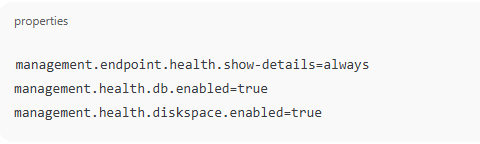 properties
management.endpoint.health.show-details=always
management.health.db.enabled=true
management.health.diskspace.enabled=true